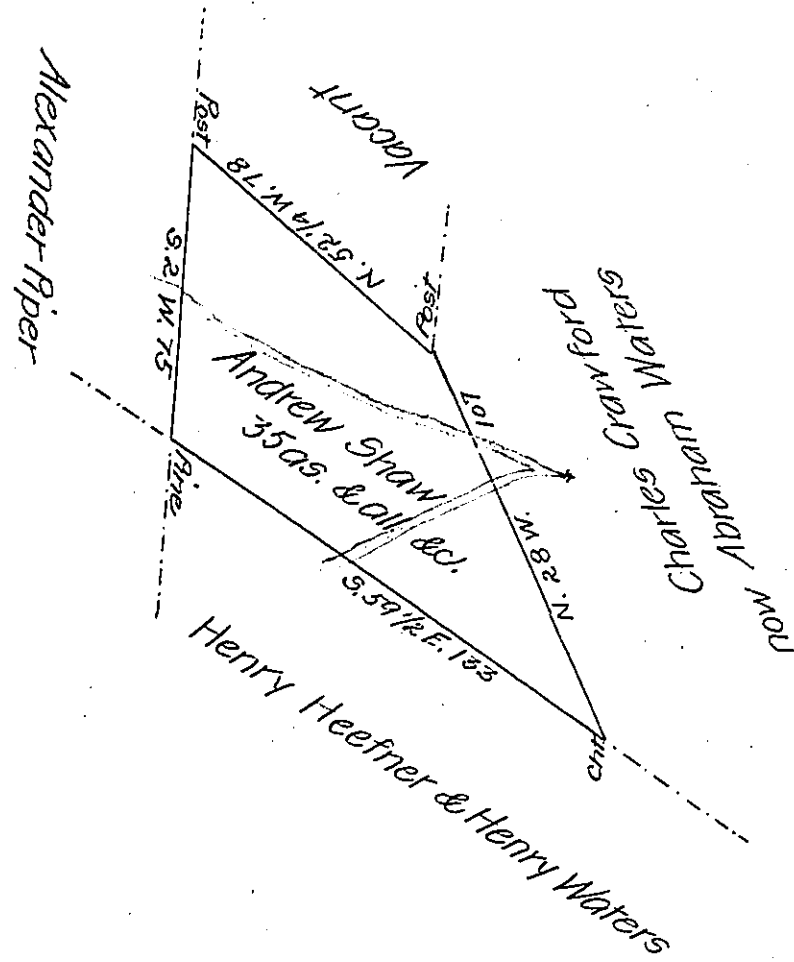 Alexander Piper
Post
Vacant
N. 52 1/4 W. 78
S. 2 W. 75
Post
now Abraham Waters
Charles Crawford
107
N. 28 W.
Andrew Shaw
35 as. & all. &c.
Pine
S. 59 1/2 E. 133
CHO
Henry Heefner & Henry Waters